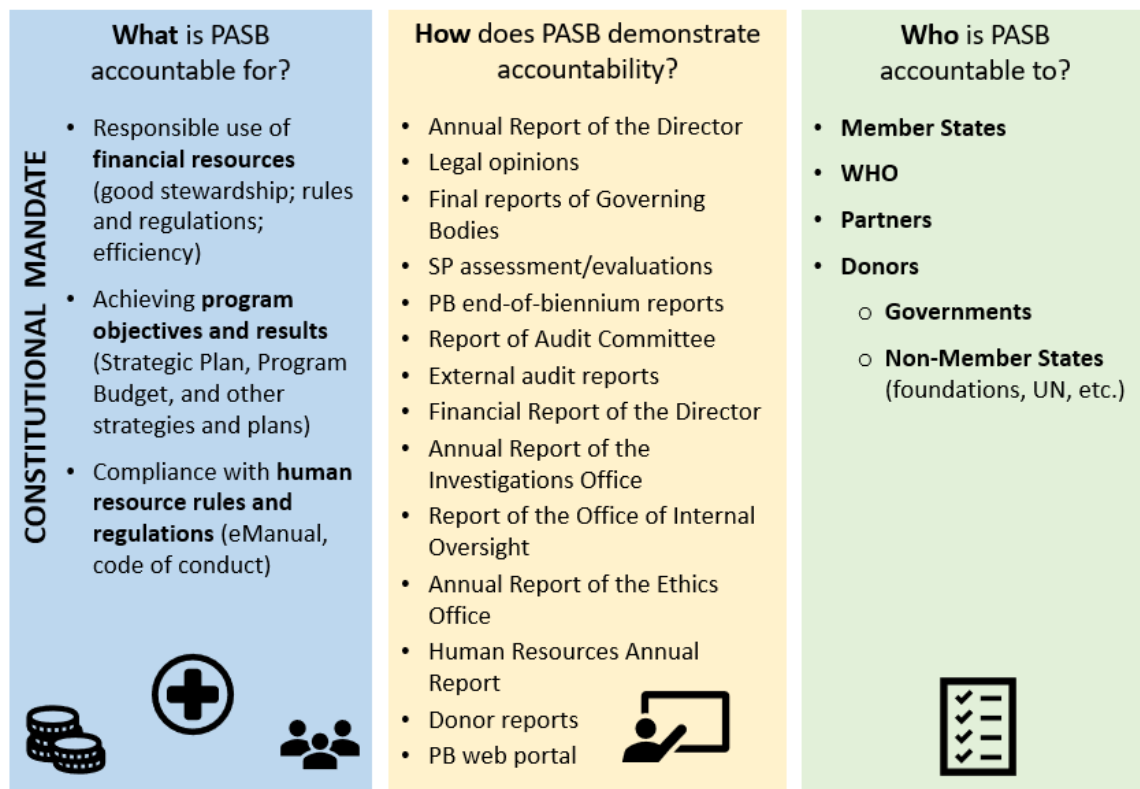 What is PASB
accountable for?
CONSTITUTIONAL MANDATE
• Responsible use of
financial resources
(good stewardship; rules
and regulations;
efficiency)
• Achieving program
objectives and results
(Strategic Plan, Program
Budget, and other
strategies and plans)
• Compliance with human
resource rules and
regulations (eManual,
code of conduct)
How does PASB demonstrate
accountability?
• Annual Report of the Director
• Legal opinions
• Final reports of Governing
Bodies
• SP assessment/evaluations
• PB end-of-biennium reports
• Report of Audit Committee
• External audit reports
• Financial Report of the Director
• Annual Report of the
Investigations Office
• Report of the Office of Internal
Oversight
• Annual Report of the Ethics
Office
• Human Resources Annual
Report
• Donor reports
• PB web portal
Who is PASB
accountable to?
• Member States
• WHO
• Partners
• Donors
o Governments
o Non-Member States
(foundations, UN, etc.)